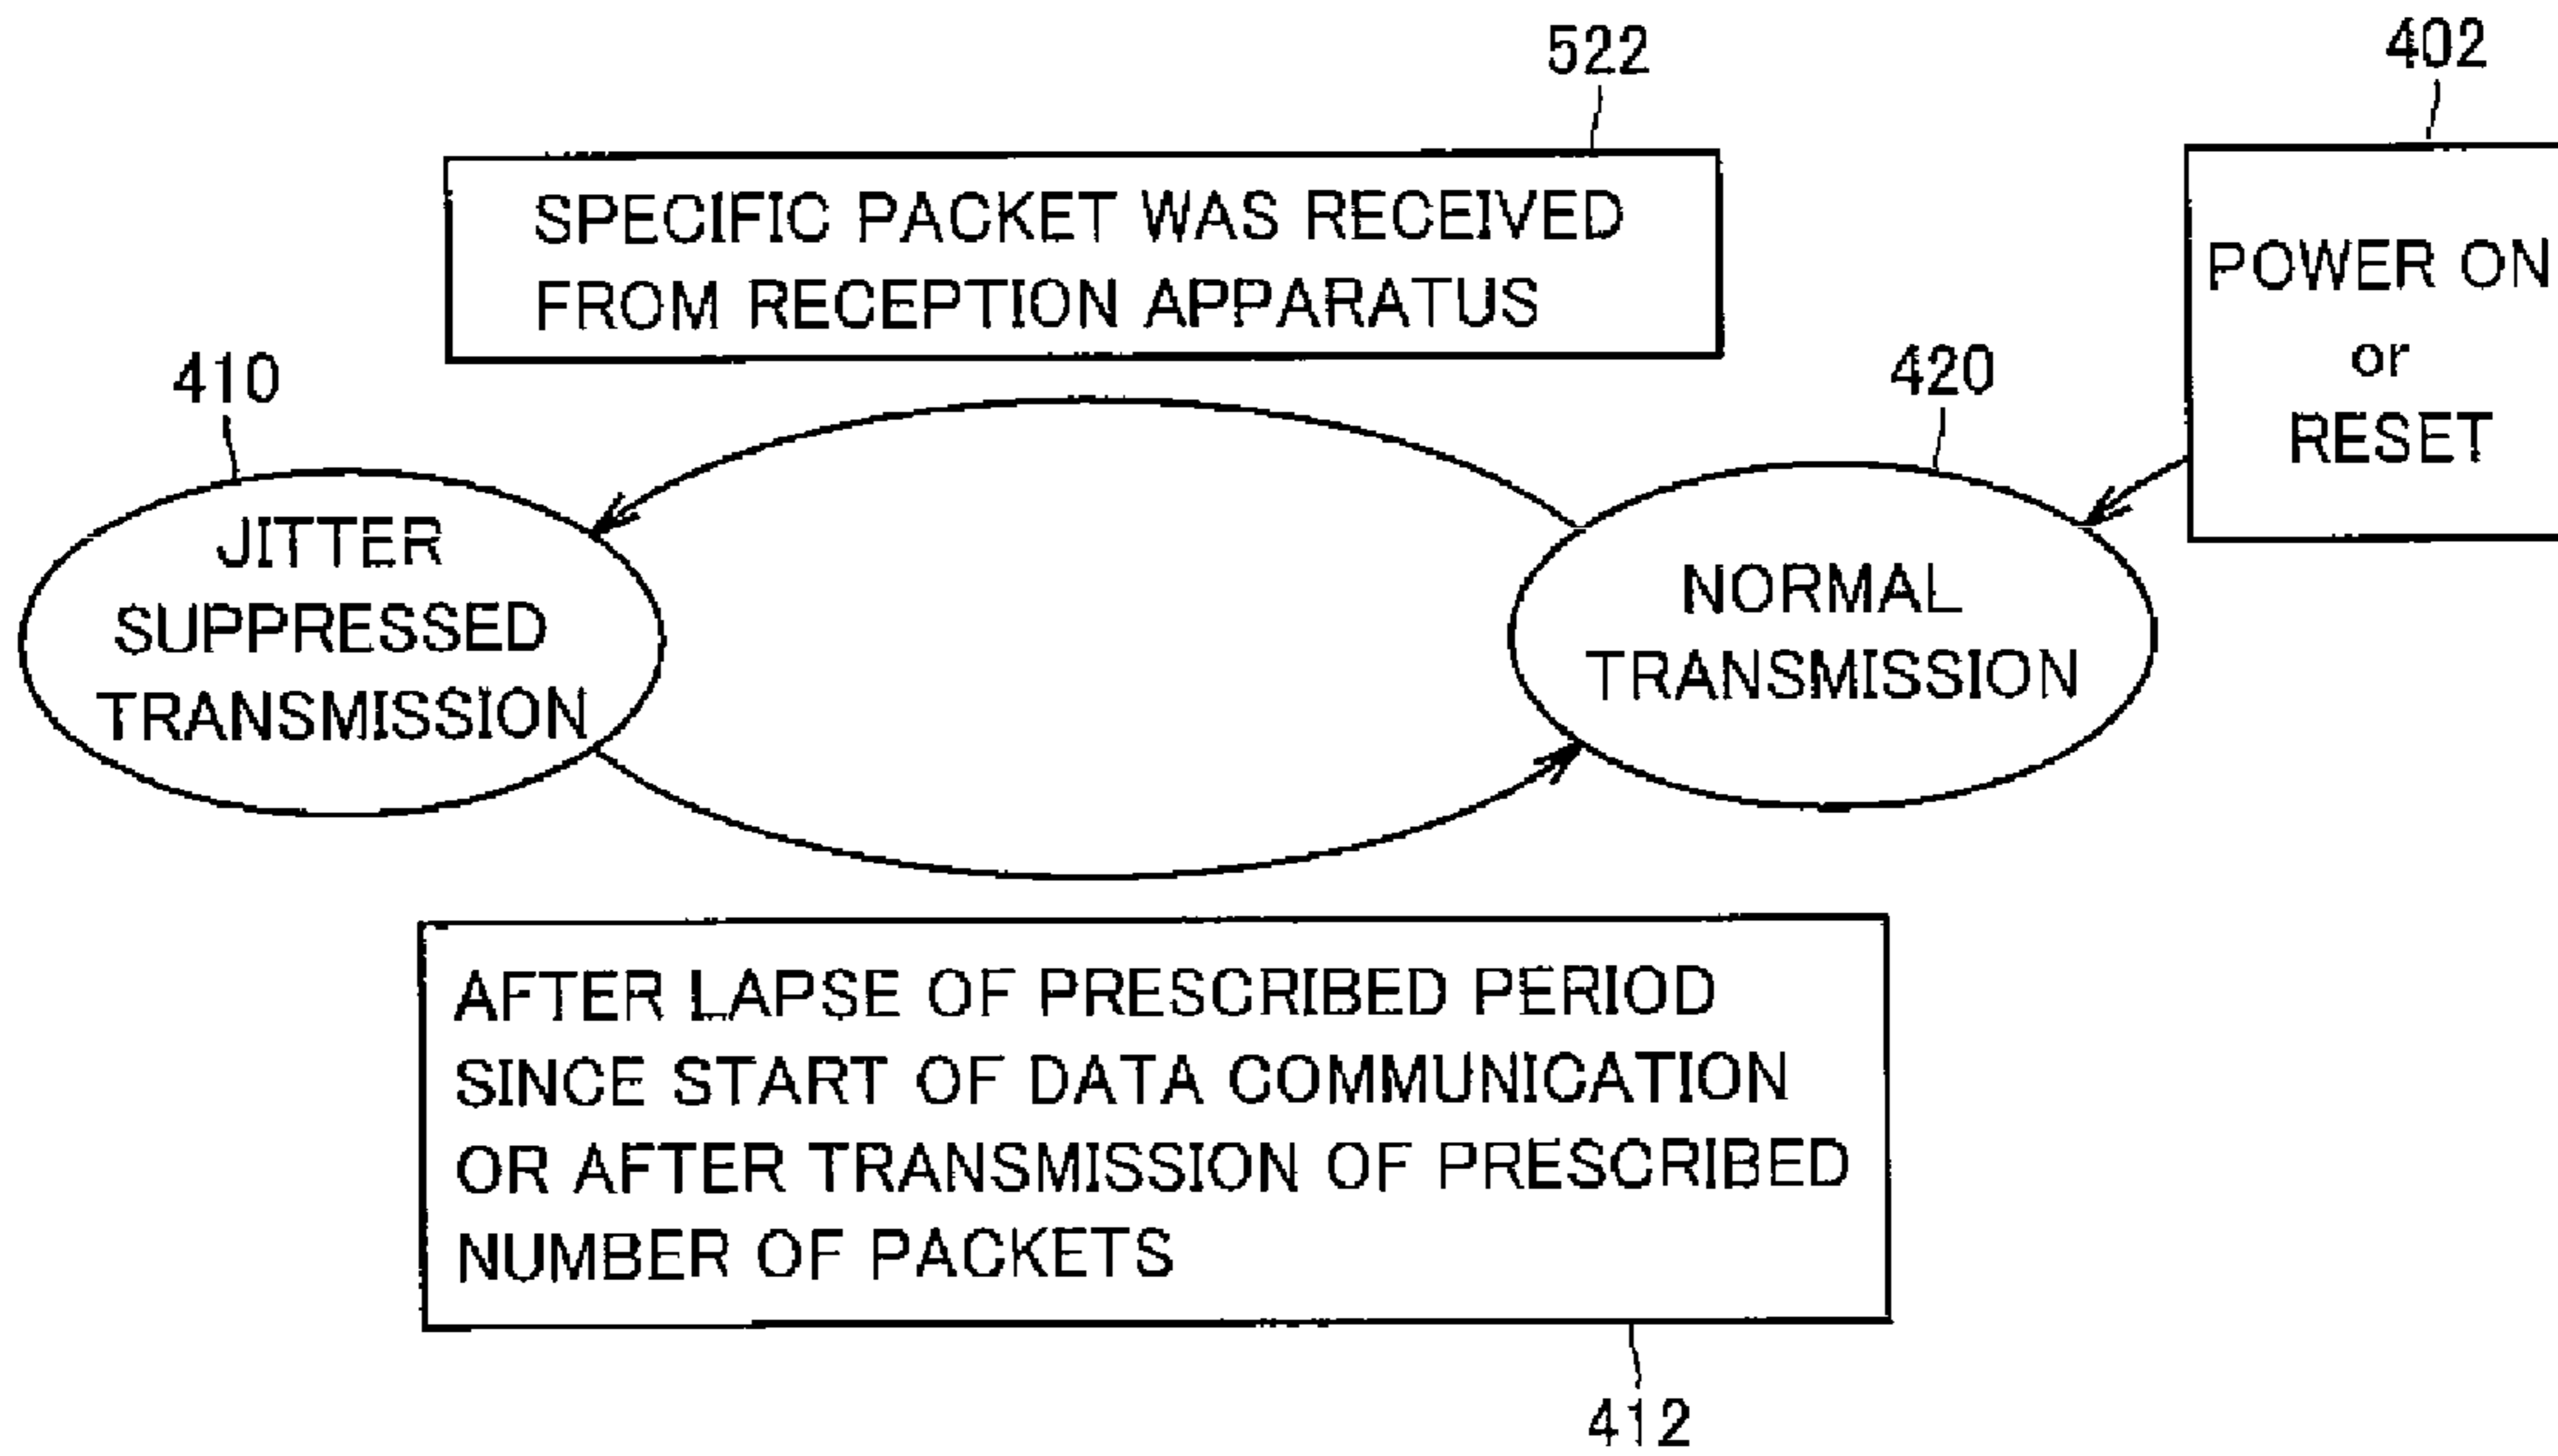 522
402
SPECIFIC PACKET WAS RECEIVED
FROM RECEPTION APPARATUS
POWER ON
or
RESET
410
420
JITTER
SUPPRESSED
TRANSMISSION
NORMAL
TRANSMISSION
AFTER LAPSE OF PRESCRIBED PERIOD
SINCE START OF DATA COMMUNICATION
OR AFTER TRANSMISSION OF PRESCRIBED
NUMBER OF PACKETS
412